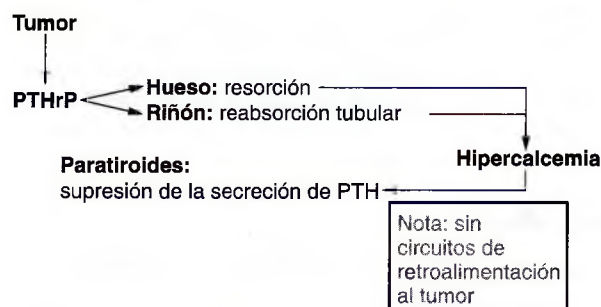 Tumor
PTHrP
Hueso: resorción
Riñón: reabsorción tubular
Hipercalcemia
Paratiroides:
supresión de la secreción de PTH
Nota: sin
circuitos de
retroalimentación
al tumor